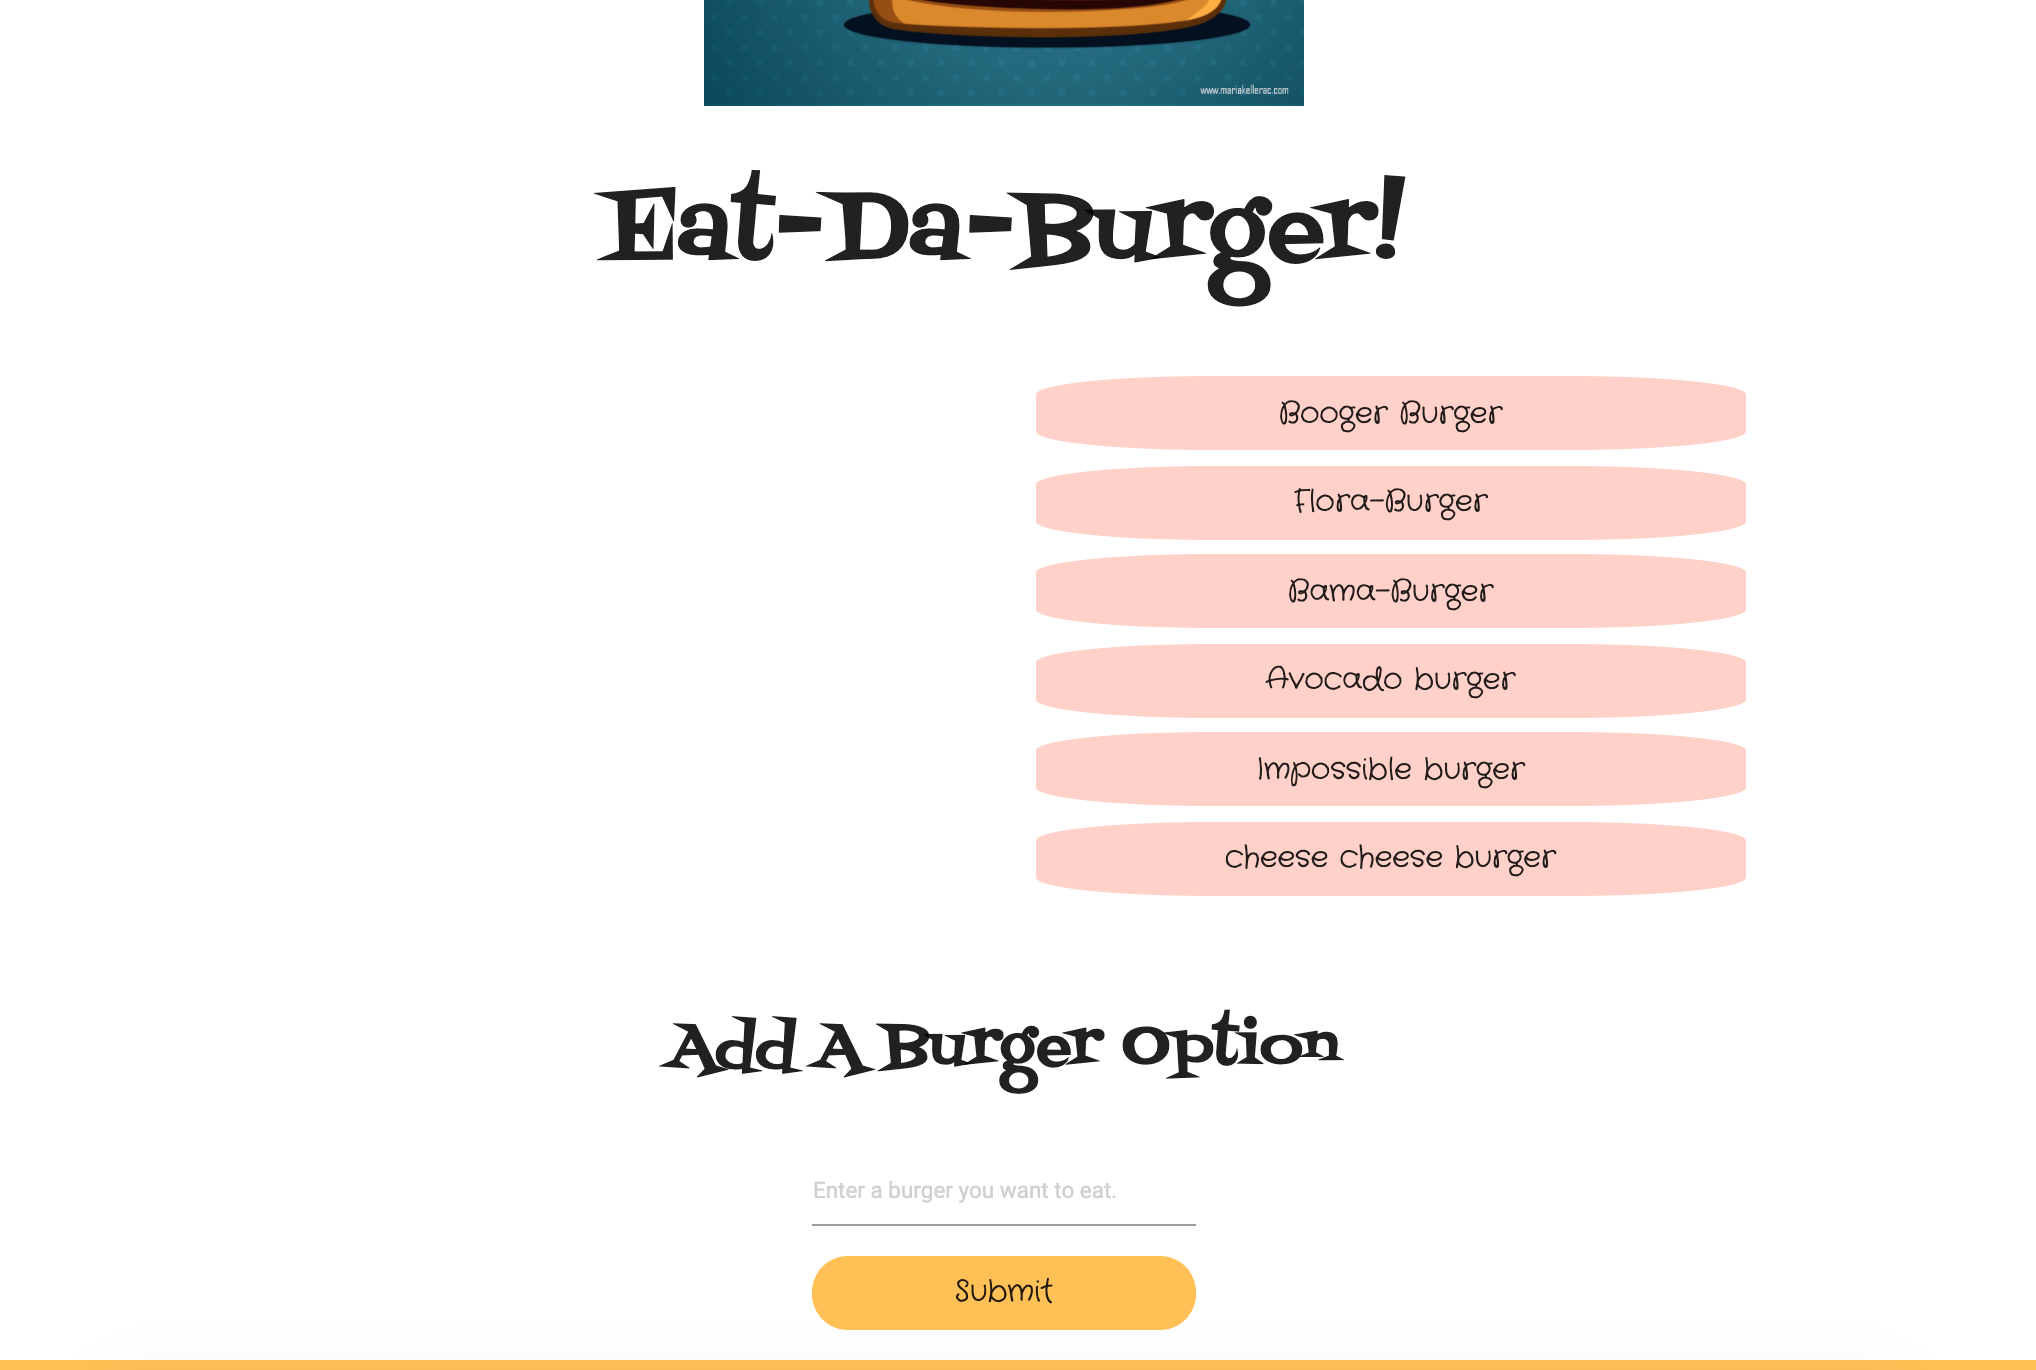 www.mariakellerac.com
Eat-Da-Burger!
Booger Burger
Flora-Burger
Bama-Burger
Avocado burger
Impossible burger
cheese cheese burger
Add A Burger Option
Enter a burger you want to eat.
Submit